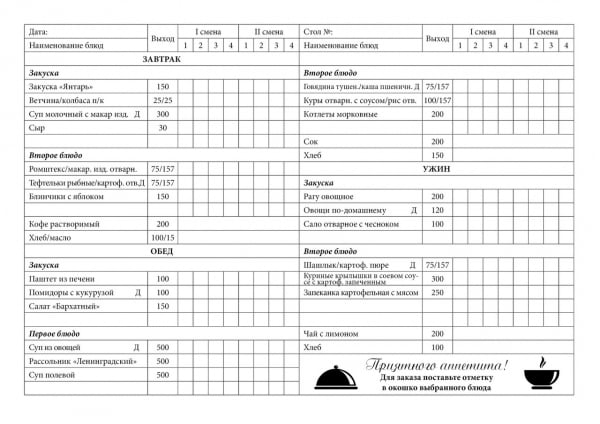 Дата: Выход I смена II смена
Наименование блюд 1 2 3 4 1 2 3 4
ЗАВТРАК
Закуска
Закуска «Янтарь» 150
Ветчина/колбаса п/к 25/25
Суп молочный с макар изд. Д 300
Сыр 30
Второе блюдо
Ромштекс/макар. изд. отварн. 75/157
Тефтельки рыбные/картоф. отв.Д 75/157
Блинчики с яблоком 150
Кофе растворимый 200
Хлеб/масло 100/15
ОБЕД
Закуска
Паштет из печени 100
Помидоры с кукурузой Д 100
Салат «Бархатный» 150
Первое блюдо
Суп из овощей Д 500
Рассольник «Ленинградский» 500
Суп полевой 500
Стол №: Выход I смена II смена
Наименование блюд 1 2 3 4 1 2 3 4
Второе блюдо
Говядина тушен./каша пшеничн. Д 75/157
Куры отварн. с соусом/рис отв. 100/157
Котлеты морковные 200
Сок 200
Хлеб 150
УЖИН
Закуска
Рагу овощное 200
Овощи по-домашнему Д 120
Сало отварное с чесноком 100
Второе блюдо
Шашлык/картоф. пюре Д 75/157
Куриные крылышки в соевом соу-
се с картоф. запеченным 300
Запеканка картофельная с мясом 250
Чай с лимоном 200
Хлеб 100
Приятного аппетита!
Для заказа поставьте отметку
в окошко выбранного блюда